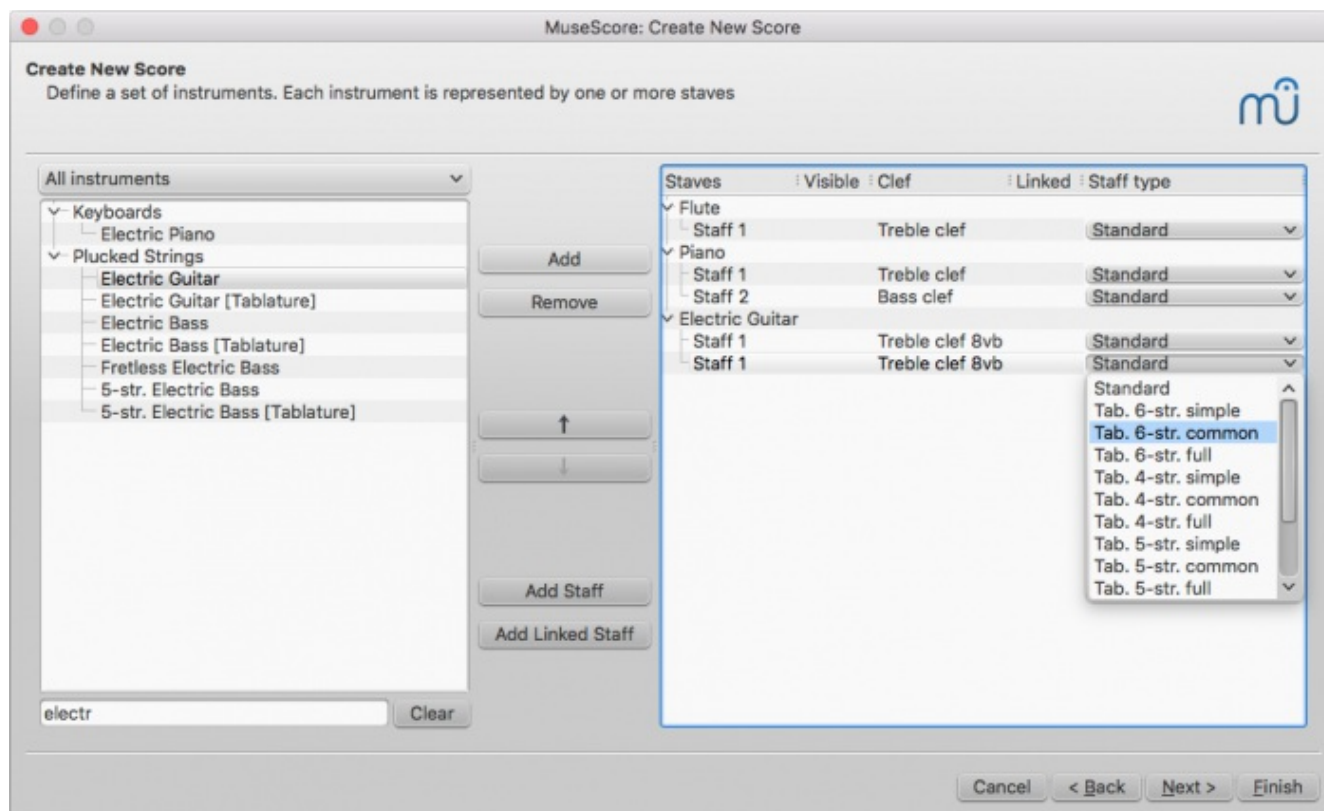 MuseScore: Create New Score
Create New Score
Define a set of instruments. Each instrument is represented by one or more staves
mu
All instruments
Keyboards
Electric Piano
Plucked Strings
Electric Guitar
Electric Guitar [Tablature]
Electric Bass
Electric Bass [Tablature]
Fretless Electric Bass
5-str. Electric Bass
5-str. Electric Bass [Tablature]
electr
Clear
Add
Remove
↑
↓
Add Staff
Add Linked Staff
Staves Visible Clef Linked Staff type
Flute
Staff 1 Treble clef Standard
Piano
Staff 1 Treble clef Standard
Staff 2 Bass clef Standard
Electric Guitar
Staff 1 Treble clef 8vb Standard
Staff 1 Treble clef 8vb Standard
Standard
Tab. 6-str. simple
Tab. 6-str. common
Tab. 6-str. full
Tab. 4-str. simple
Tab. 4-str. common
Tab. 4-str. full
Tab. 5-str. simple
Tab. 5-str. common
Tab. 5-str. full
Cancel < Back Next > Finish